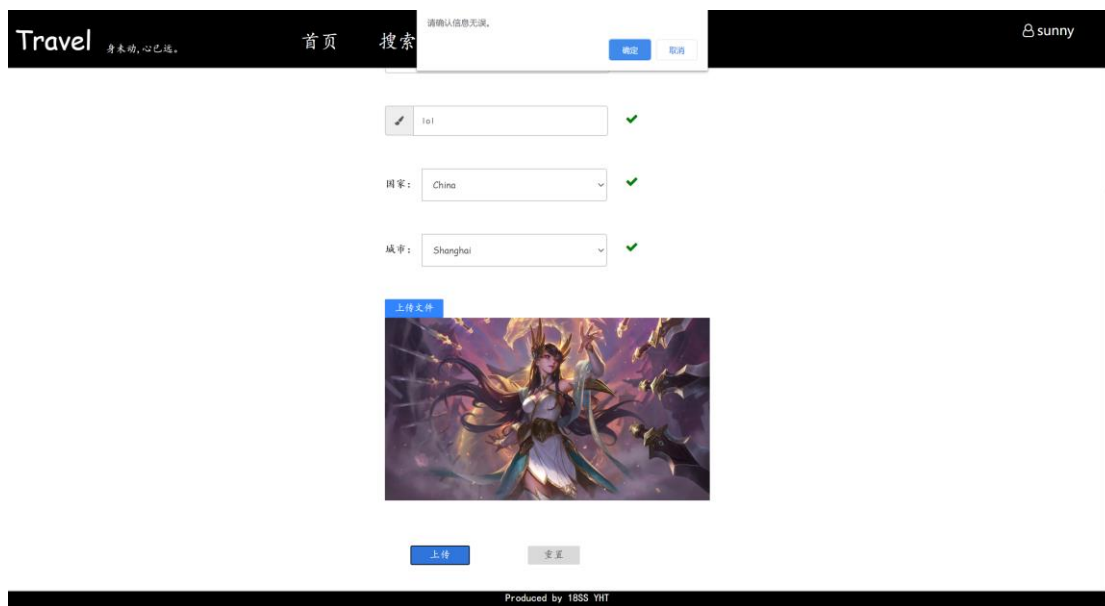 请确认信息无误。
确定 取消
Travel 身未动,心已远。 首页 搜索 sunny
lol
国家: China
城市: Shanghai
上传文件
上传 重置
Produced by 18SS YHT